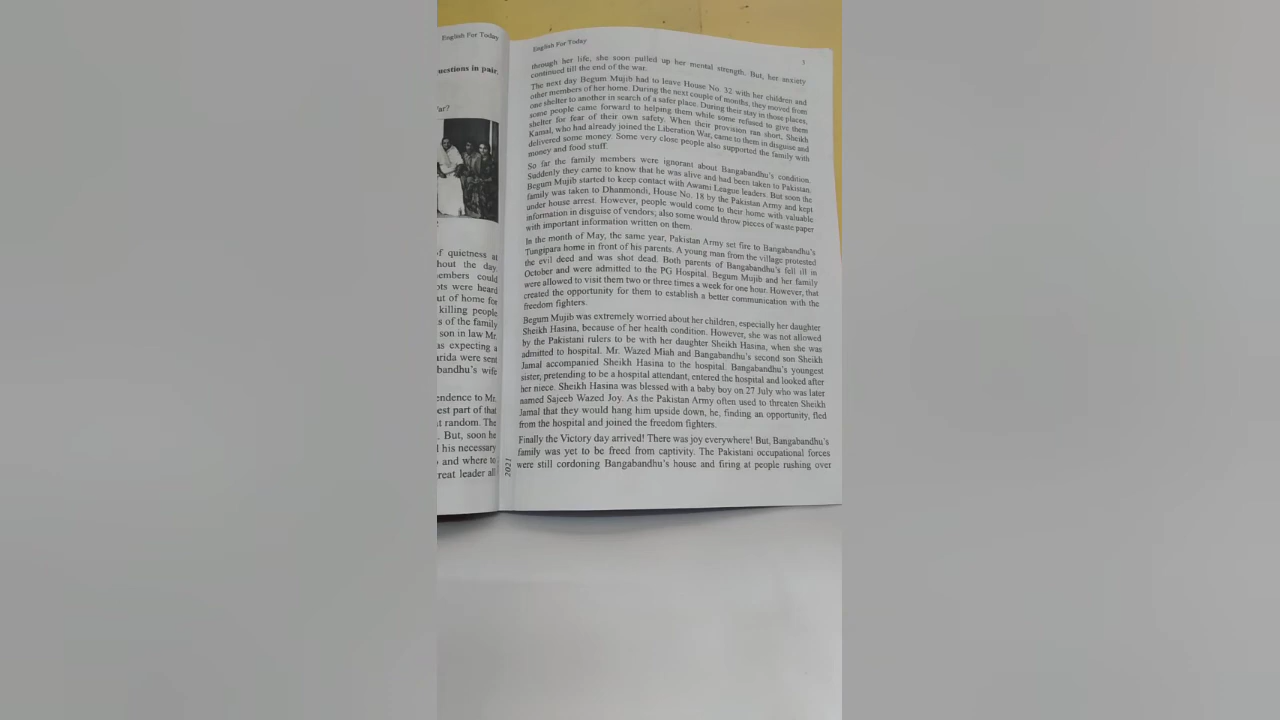 English For Today
uestions in pair.
ar?
f quietness at
hout the day.
embers could
ots were heard
ut of home for
killing people
s of the family
son in law Mr.
as expecting a
arida were sent
bandhu's wife
endence to Mr.
est part of that
t random. The
. But, soon he
l his necessary
and where to
reat leader all
2021
English For Today
through her life, she soon pulled up her mental strength. But, her anxiety
continued till the end of the war.
The next day Begum Mujib had to leave House No. 32 with her children and
other members of her home. During the next couple of months, they moved from
one shelter to another in search of a safer place. During their stay in those places,
some people came forward to helping them while some refused to give them
shelter for fear of their own safety. When their provision ran short, Sheikh
Kamal, who had already joined the Liberation War, came to them in disguise and
delivered some money. Some very close people also supported the family with
money and food stuff.
So far the family members were ignorant about Bangabandhu's condition.
Suddenly they came to know that he was alive and had been taken to Pakistan.
Begum Mujib started to keep contact with Awami League leaders. But soon the
family was taken to Dhanmondi, House No. 18 by the Pakistan Army and kept
under house arrest. However, people would come to their home with valuable
information in disguise of vendors; also some would throw pieces of waste paper
with important information written on them.
In the month of May, the same year, Pakistan Army set fire to Bangabandhu's
Tungipara home in front of his parents. A young man from the village protested
the evil deed and was shot dead. Both parents of Bangabandhu's fell ill in
October and were admitted to the PG Hospital. Begum Mujib and her family
were allowed to visit them two or three times a week for one hour. However, that
created the opportunity for them to establish a better communication with the
freedom fighters.
Begum Mujib was extremely worried about her children, especially her daughter
Sheikh Hasina, because of her health condition. However, she was not allowed
by the Pakistani rulers to be with her daughter Sheikh Hasina, when she was
admitted to hospital. Mr. Wazed Miah and Bangabandhu's second son Sheikh
Jamal accompanied Sheikh Hasina to the hospital. Bangabandhu's youngest
sister, pretending to be a hospital attendant, entered the hospital and looked after
her niece. Sheikh Hasina was blessed with a baby boy on 27 July who was later
named Sajeeb Wazed Joy. As the Pakistan Army often used to threaten Sheikh
Jamal that they would hang him upside down, he, finding an opportunity, fled
from the hospital and joined the freedom fighters.
Finally the Victory day arrived! There was joy everywhere! But, Bangabandhu's
family was yet to be freed from captivity. The Pakistani occupational forces
were still cordoning Bangabandhu's house and firing at people rushing over